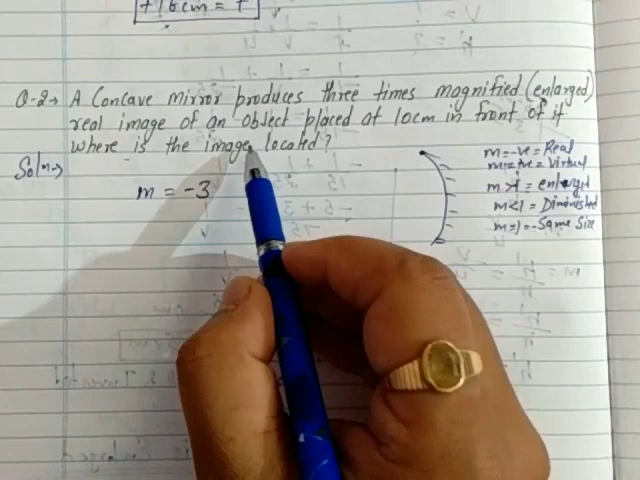 +16cm = f
Q-2→ A Concave mirror produces three times magnified (enlarged)
real image of an object placed at 10cm in front of it
where is the image located?
Soln→
m = -3
m = -ve = Real
m = +ve = Virtual
m>1 = enlarged
m<1 = Diminished
m=1 = Same Size